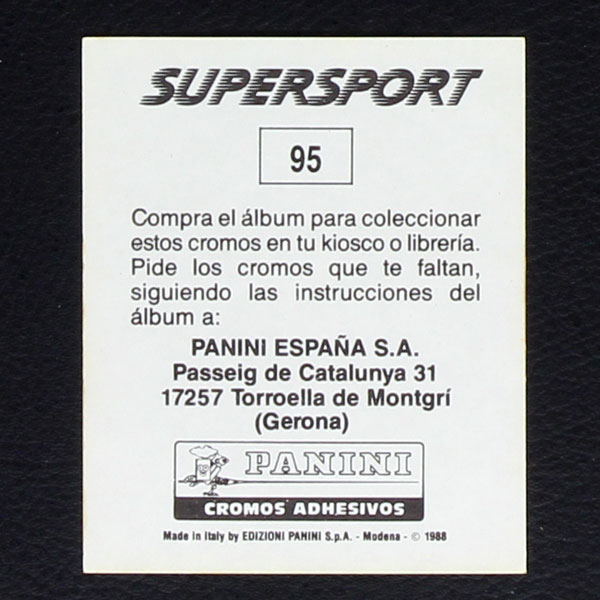 SUPERSPORT
95
Compra el álbum para coleccionar
estos cromos en tu kiosco o librería.
Pide los cromos que te faltan,
siguiendo las instrucciones del
álbum a:
PANINI ESPAÑA S.A.
Passeig de Catalunya 31
17257 Torroella de Montgrí
(Gerona)
PANINI
CROMOS ADHESIVOS
Made in Italy by EDIZIONI PANINI S.p.A. - Modena - © 1988